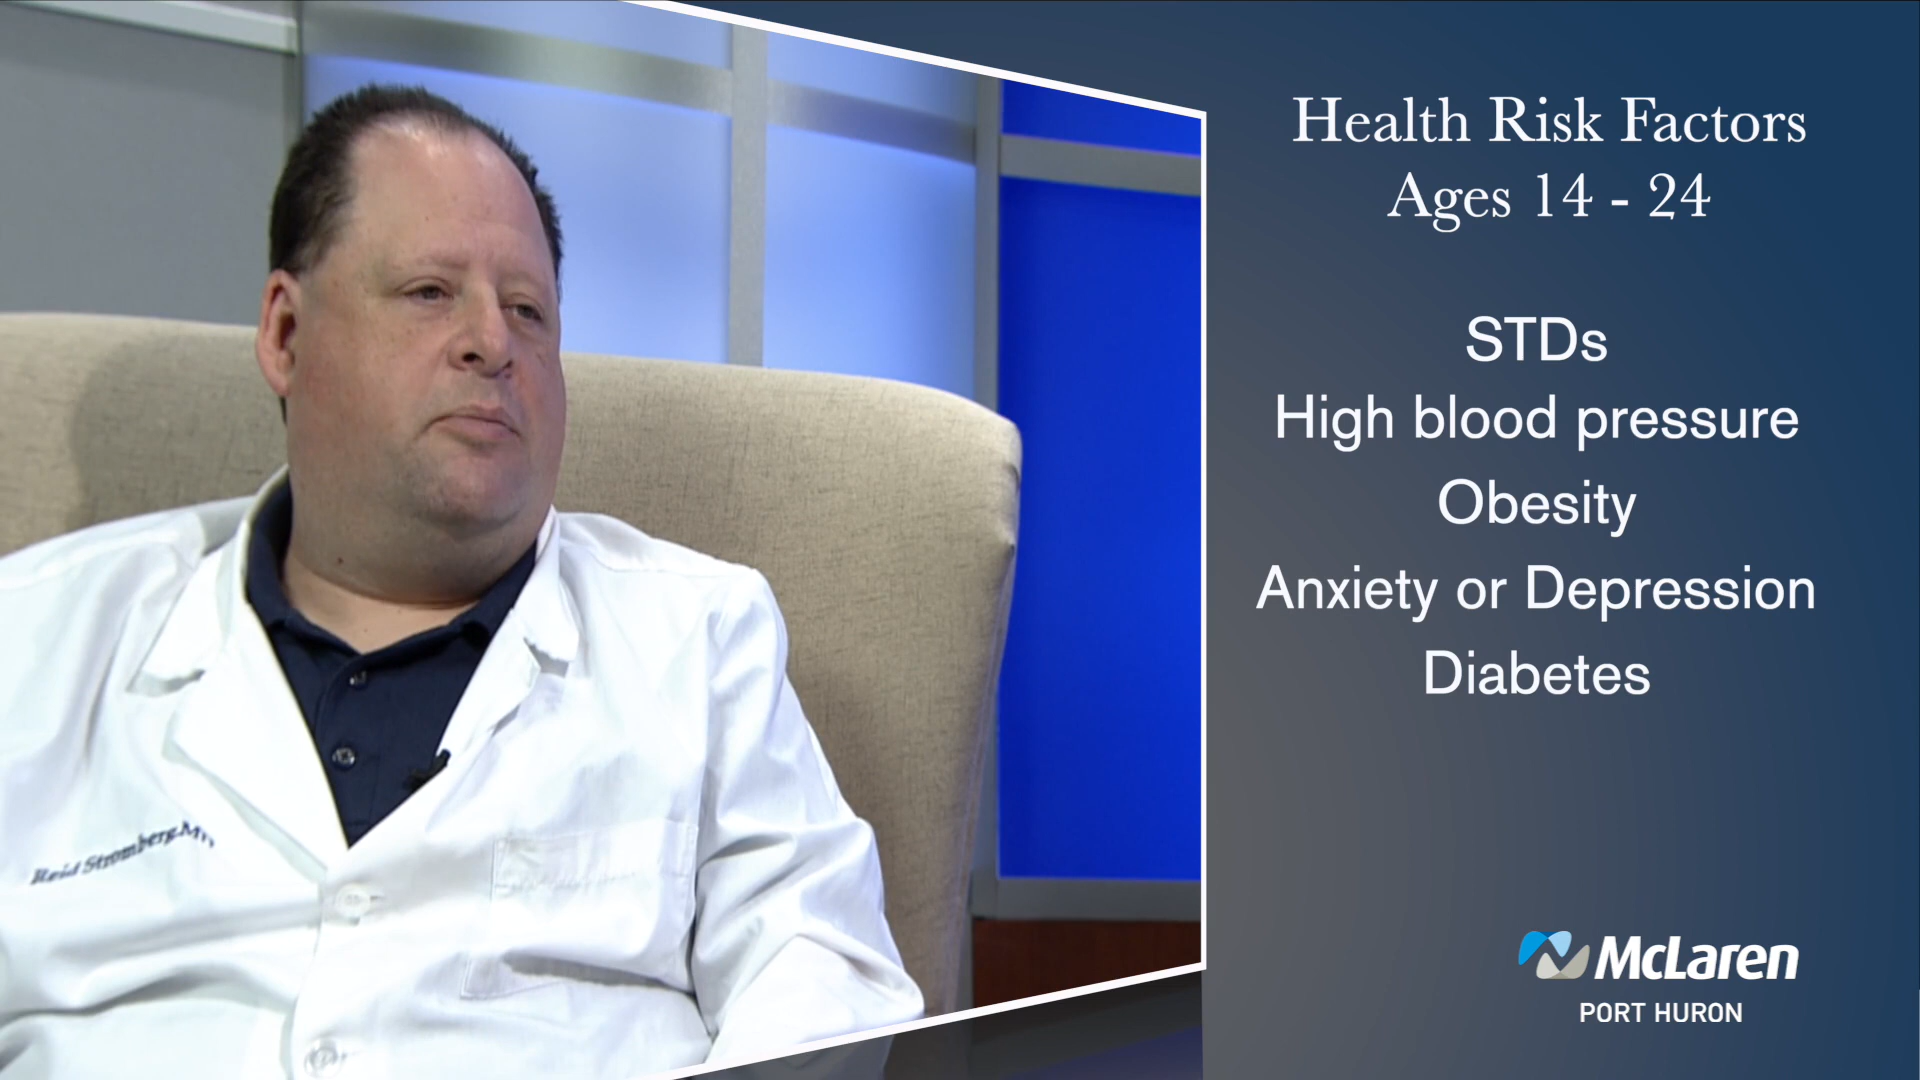 Health Risk Factors
Ages 14 - 24
STDs
High blood pressure
Obesity
Anxiety or Depression
Diabetes
Reid Stromberg, MD
McLaren
PORT HURON